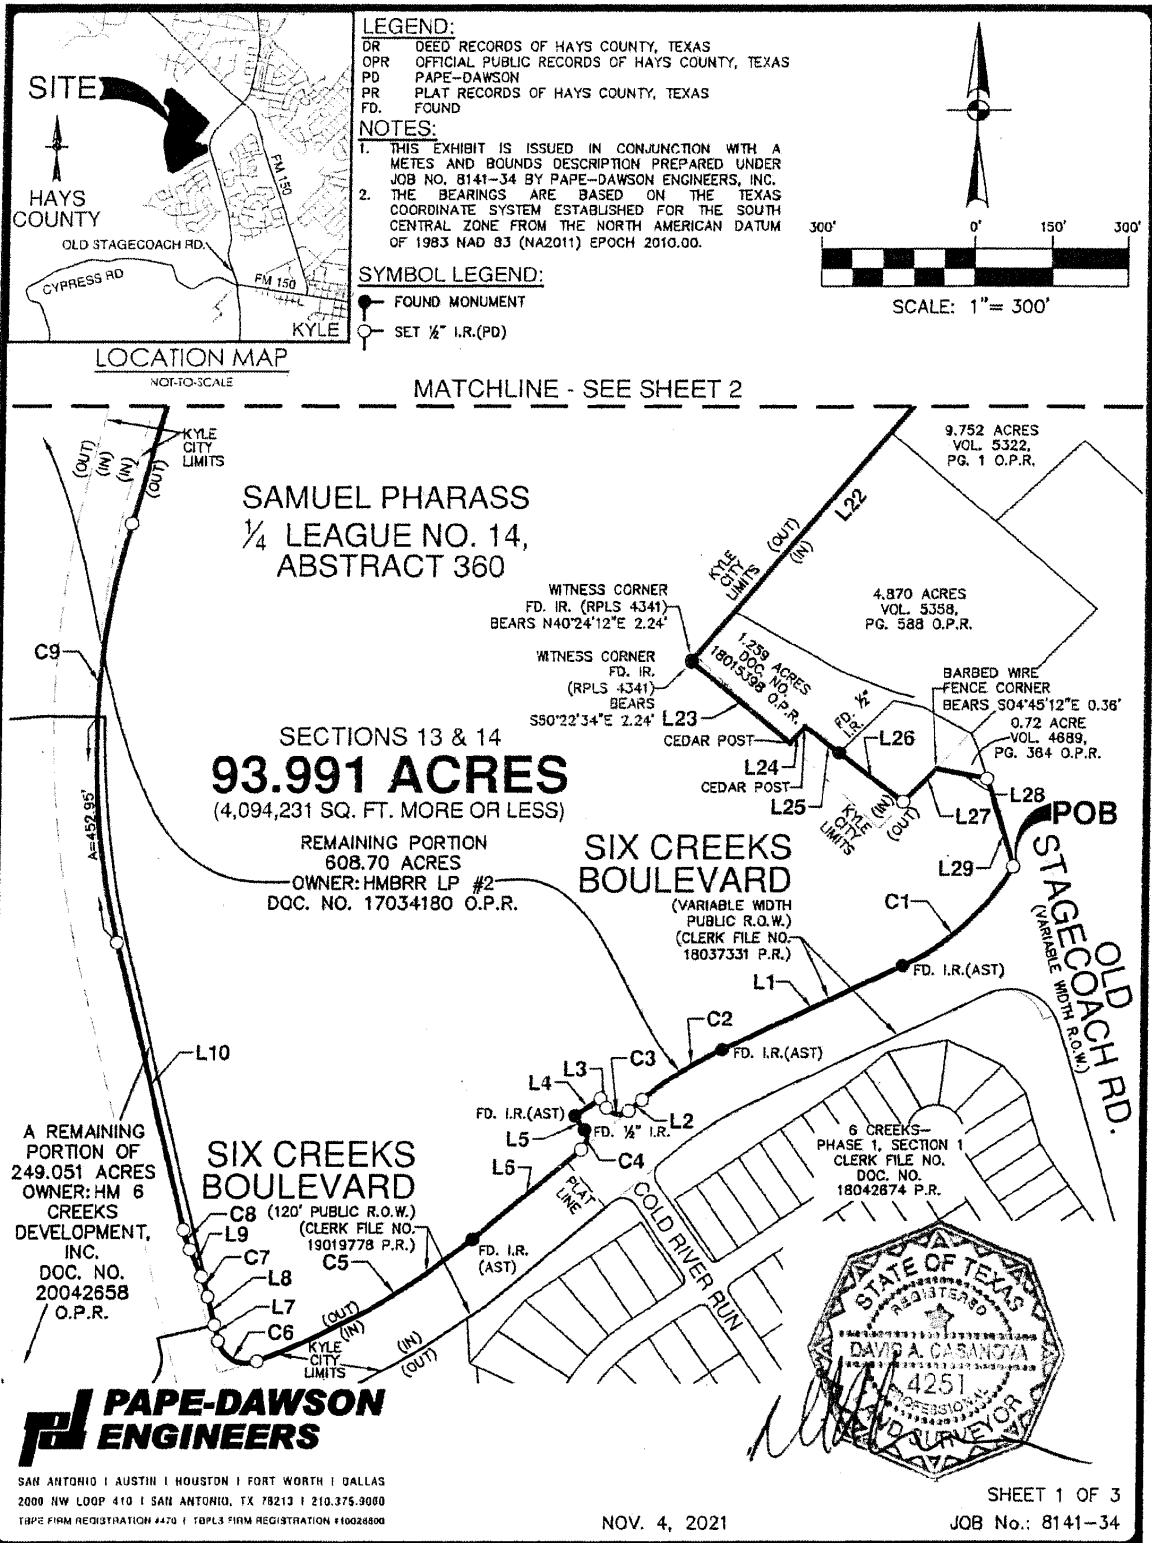 SITE
HAYS
COUNTY
OLD STAGECOACH RD.
CYPRESS RD
FM 150
FM 150
KYLE
LOCATION MAP
NOT-TO-SCALE
LEGEND:
DR DEED RECORDS OF HAYS COUNTY, TEXAS
OPR OFFICIAL PUBLIC RECORDS OF HAYS COUNTY, TEXAS
PD PAPE-DAWSON
PR PLAT RECORDS OF HAYS COUNTY, TEXAS
FD. FOUND
NOTES:
1. THIS EXHIBIT IS ISSUED IN CONJUNCTION WITH A
METES AND BOUNDS DESCRIPTION PREPARED UNDER
JOB NO. 8141-34 BY PAPE-DAWSON ENGINEERS, INC.
2. THE BEARINGS ARE BASED ON THE TEXAS
COORDINATE SYSTEM ESTABLISHED FOR THE SOUTH
CENTRAL ZONE FROM THE NORTH AMERICAN DATUM
OF 1983 NAD 83 (NA2011) EPOCH 2010.00.
SYMBOL LEGEND:
FOUND MONUMENT
SET ½" I.R.(PD)
300' 0' 150' 300'
SCALE: 1"= 300'
MATCHLINE - SEE SHEET 2
(OUT)
(IN)
(IN)
(OUT)
KYLE
CITY
LIMITS
SAMUEL PHARASS
¼ LEAGUE NO. 14,
ABSTRACT 360
9.752 ACRES
VOL. 5322,
PG. 1 O.P.R.
L22
(OUT)
(IN)
KYLE
CITY
LIMITS
4.870 ACRES
VOL. 5358,
PG. 588 O.P.R.
WITNESS CORNER
FD. IR. (RPLS 4341)
BEARS N40°24'12"E 2.24'
WITNESS CORNER
FD. IR.
(RPLS 4341)
BEARS
S50°22'34"E 2.24'
1.259 ACRES
DOC. NO.
18015398 O.P.R.
FD. ½"
I.R.
BARBED WIRE
FENCE CORNER
BEARS S04°45'12"E 0.36'
0.72 ACRE
VOL. 4689,
PG. 364 O.P.R.
L23
CEDAR POST
L24
CEDAR POST
L25
L26
KYLE
CITY
LIMITS
(IN)
(OUT)
L27
L28
POB
L29
C9
A=452.95'
SECTIONS 13 & 14
93.991 ACRES
(4,094,231 SQ. FT. MORE OR LESS)
REMAINING PORTION
608.70 ACRES
OWNER: HMBRR LP #2
DOC. NO. 17034180 O.P.R.
SIX CREEKS
BOULEVARD
(VARIABLE WIDTH
PUBLIC R.O.W.)
(CLERK FILE NO.
18037331 P.R.)
C1
FD. I.R.(AST)
OLD
STAGECOACH RD.
(VARIABLE WIDTH R.O.W.)
L1
C2
FD. I.R.(AST)
C3
L3
L4
FD. I.R.(AST)
L2
FD. ½" I.R.
L5
C4
L6
PLAT
LINE
COLD RIVER RUN
6 CREEKS
PHASE 1, SECTION 1
CLERK FILE NO.
DOC. NO.
18042674 P.R.
L10
A REMAINING
PORTION OF
249.051 ACRES
OWNER: HM 6
CREEKS
DEVELOPMENT,
INC.
DOC. NO.
20042658
O.P.R.
SIX CREEKS
BOULEVARD
(120' PUBLIC R.O.W.)
(CLERK FILE NO.
19019778 P.R.)
C8
L9
C7
L8
L7
C6
C5
FD. I.R.
(AST)
(OUT)
(IN)
KYLE
CITY
LIMITS
(IN)
(OUT)
STATE OF TEXAS
REGISTERED
DAVID A. CASANOVA
4251
PROFESSIONAL
LAND SURVEYOR
PAPE-DAWSON
ENGINEERS
SAN ANTONIO | AUSTIN | HOUSTON | FORT WORTH | DALLAS
2000 NW LOOP 410 | SAN ANTONIO, TX 78213 | 210.375.9000
TBPE FIRM REGISTRATION #470 | TBPLS FIRM REGISTRATION #10028800
NOV. 4, 2021
SHEET 1 OF 3
JOB No.: 8141-34